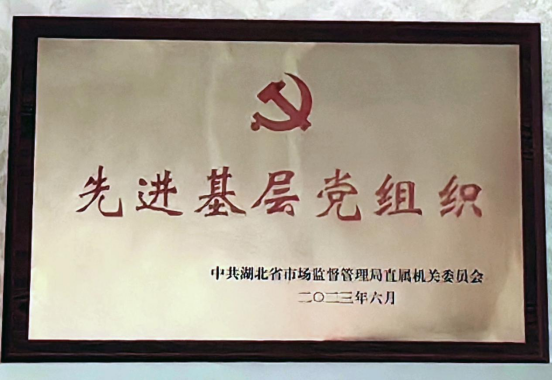 先进基层党组织
中共湖北省市场监督管理局直属机关委员会
二〇二三年六月